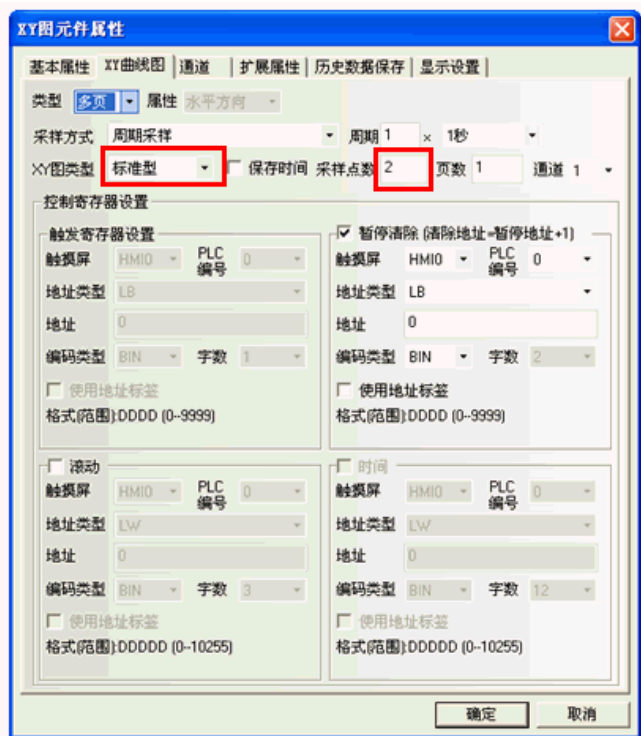 XY图元件属性
基本属性 XY曲线图 通道 扩展属性 历史数据保存 显示设置
类型 多页 属性 水平方向
采样方式 周期采样 周期 1 × 1秒
XY图类型 标准型 保存时间 采样点数 2 页数 1 通道 1
控制寄存器设置
触发寄存器设置
触摸屏 HMI0 PLC编号 0
地址类型 LB
地址 0
编码类型 BIN 字数 1
使用地址标签
格式(范围):DDDD (0--9999)
暂停清除 (清除地址=暂停地址+1)
触摸屏 HMI0 PLC编号 0
地址类型 LB
地址 0
编码类型 BIN 字数 2
使用地址标签
格式(范围):DDDD (0--9999)
滚动
触摸屏 HMI0 PLC编号 0
地址类型 LW
地址 0
编码类型 BIN 字数 3
使用地址标签
格式(范围):DDDDD (0--10255)
时间
触摸屏 HMI0 PLC编号 0
地址类型 LW
地址 0
编码类型 BIN 字数 12
使用地址标签
格式(范围):DDDDD (0--10255)
确定 取消